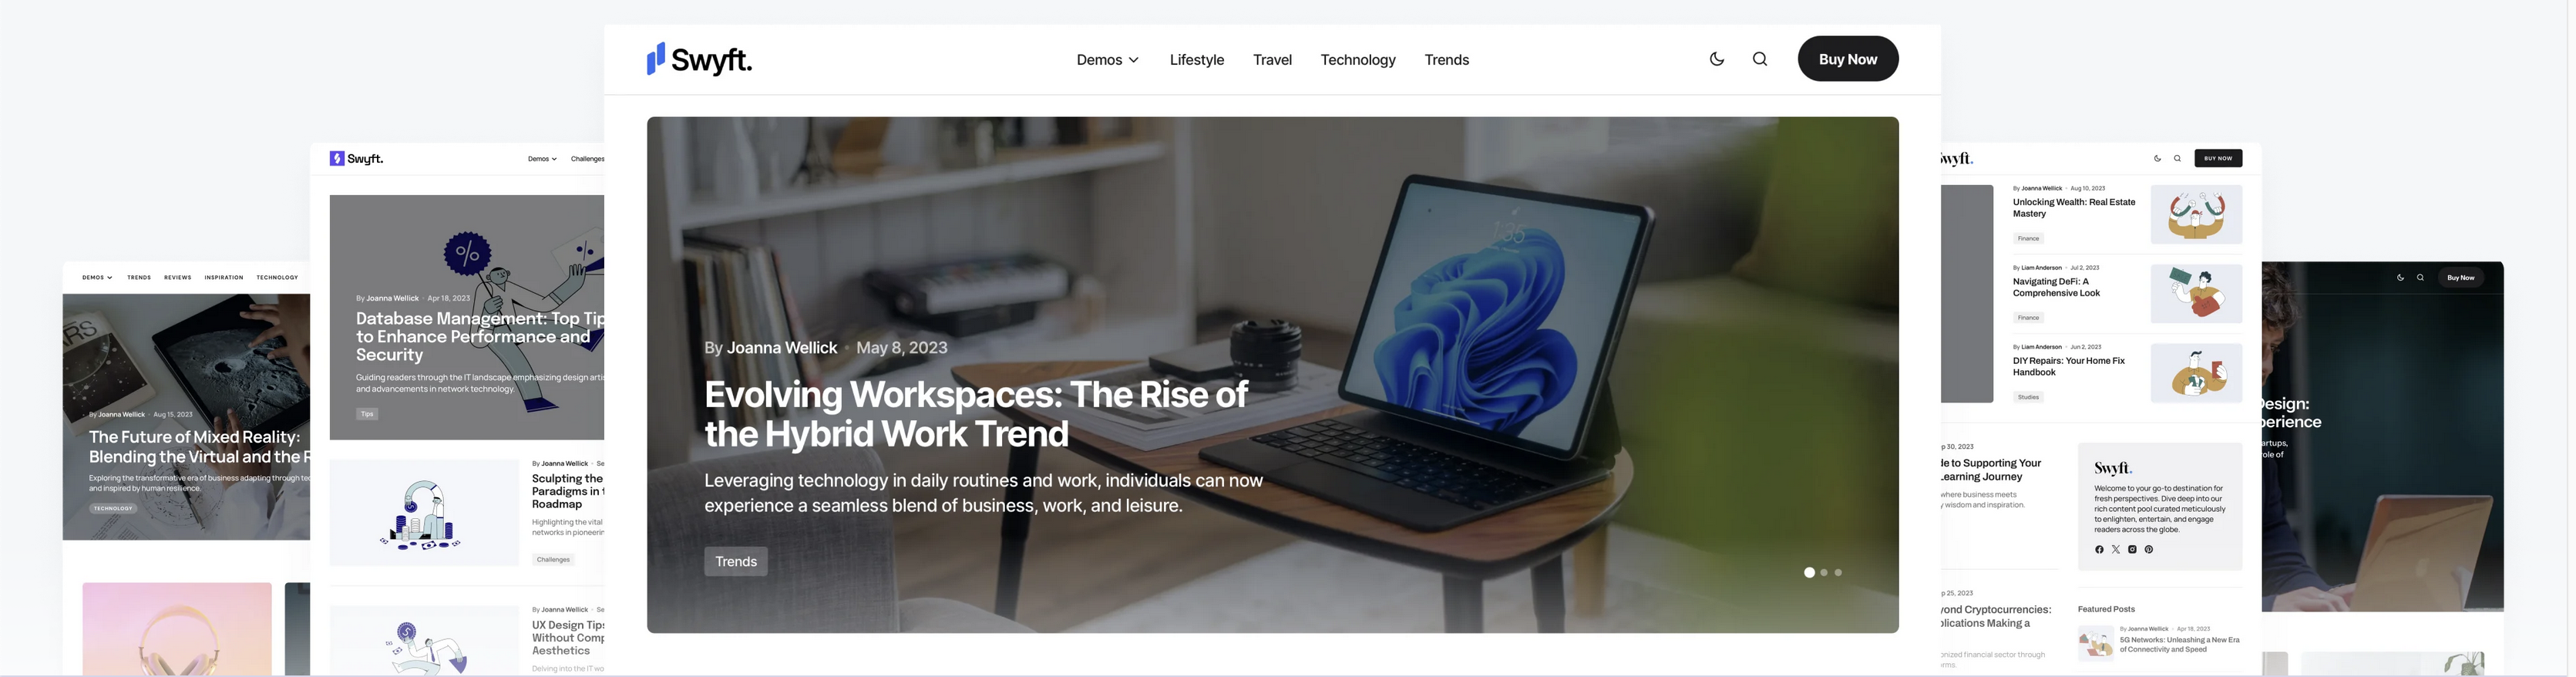 Swyft.
Demos
Lifestyle
Travel
Technology
Trends
Buy Now
1:35
By Joanna Wellick • May 8, 2023
Evolving Workspaces: The Rise of
the Hybrid Work Trend
Leveraging technology in daily routines and work, individuals can now
experience a seamless blend of business, work, and leisure.
Trends
DEMOS
TRENDS
REVIEWS
INSPIRATION
TECHNOLOGY
By Joanna Wellick • Aug 15, 2023
The Future of Mixed Reality:
Blending the Virtual and the R
Exploring the transformative era of business adapting through tec
and inspired by human resilience.
TECHNOLOGY
Swyft.
Demos
Challenges
%
By Joanna Wellick • Apr 18, 2023
Database Management: Top Tip
to Enhance Performance and
Security
Guiding readers through the IT landscape emphasizing design artis
and advancements in network technology.
Tips
By Joanna Wellick • Se
Sculpting the
Paradigms in
Roadmap
Highlighting the vital
networks in pioneerin
Challenges
By Joanna Wellick • Se
UX Design Tips
Without Comp
Aesthetics
Delving into the IT wo
Swyft.
BUY NOW
By Joanna Wellick • Aug 10, 2023
Unlocking Wealth: Real Estate
Mastery
Finance
By Liam Anderson • Jul 2, 2023
Navigating DeFi: A
Comprehensive Look
Finance
By Liam Anderson • Jun 2, 2023
DIY Repairs: Your Home Fix
Handbook
Studies
p 30, 2023
de to Supporting Your
Learning Journey
where business meets
y wisdom and inspiration.
p 25, 2023
yond Cryptocurrencies:
plications Making a
onized financial sector through
orms.
Swyft.
Welcome to your go-to destination for
fresh perspectives. Dive deep into our
rich content pool curated meticulously
to enlighten, entertain, and engage
readers across the globe.
Featured Posts
By Joanna Wellick • Apr 18, 2023
5G Networks: Unleashing a New Era
of Connectivity and Speed
Buy Now
Design:
perience
artups,
role of